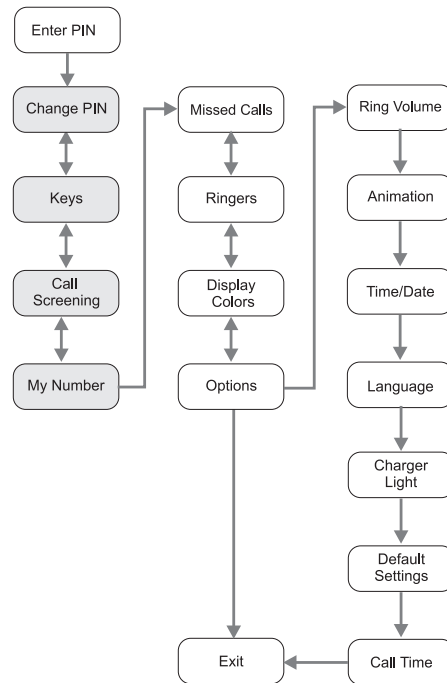 Enter PIN
Change PIN
Keys
Call
Screening
My Number
Missed Calls
Ringers
Display
Colors
Options
Exit
Ring Volume
Animation
Time/Date
Language
Charger
Light
Default
Settings
Call Time